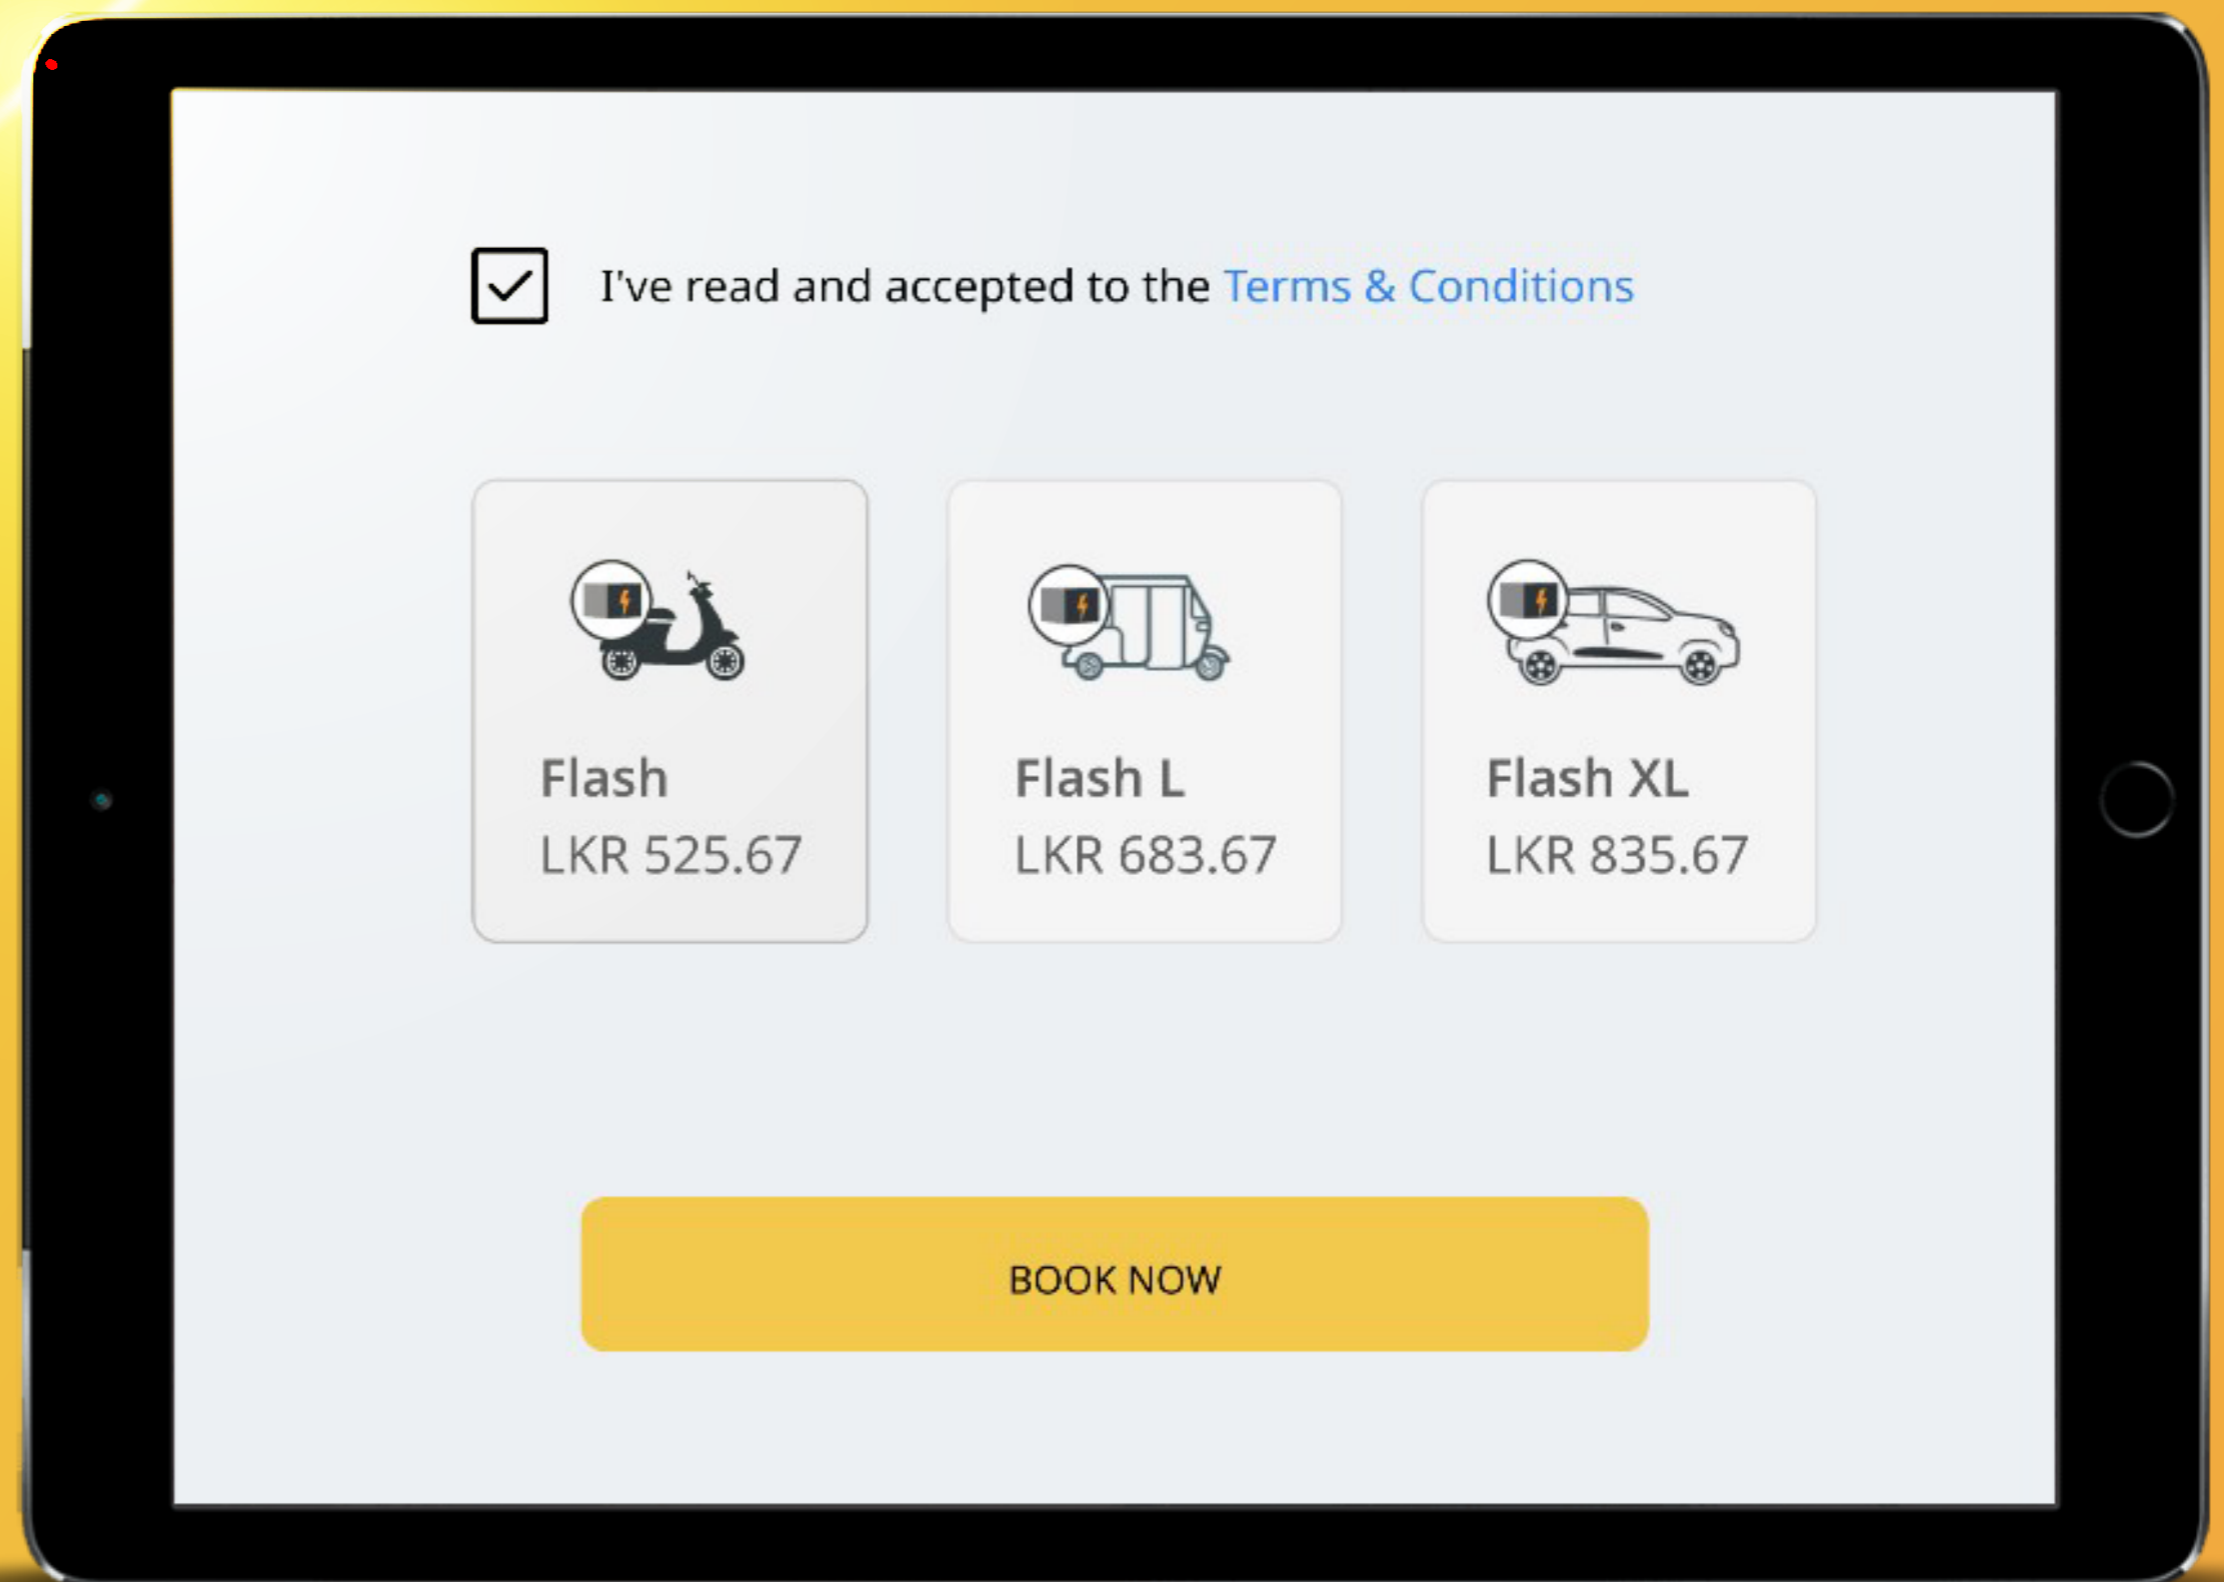 I've read and accepted to the Terms & Conditions
Flash
LKR 525.67
Flash L
LKR 683.67
Flash XL
LKR 835.67
BOOK NOW